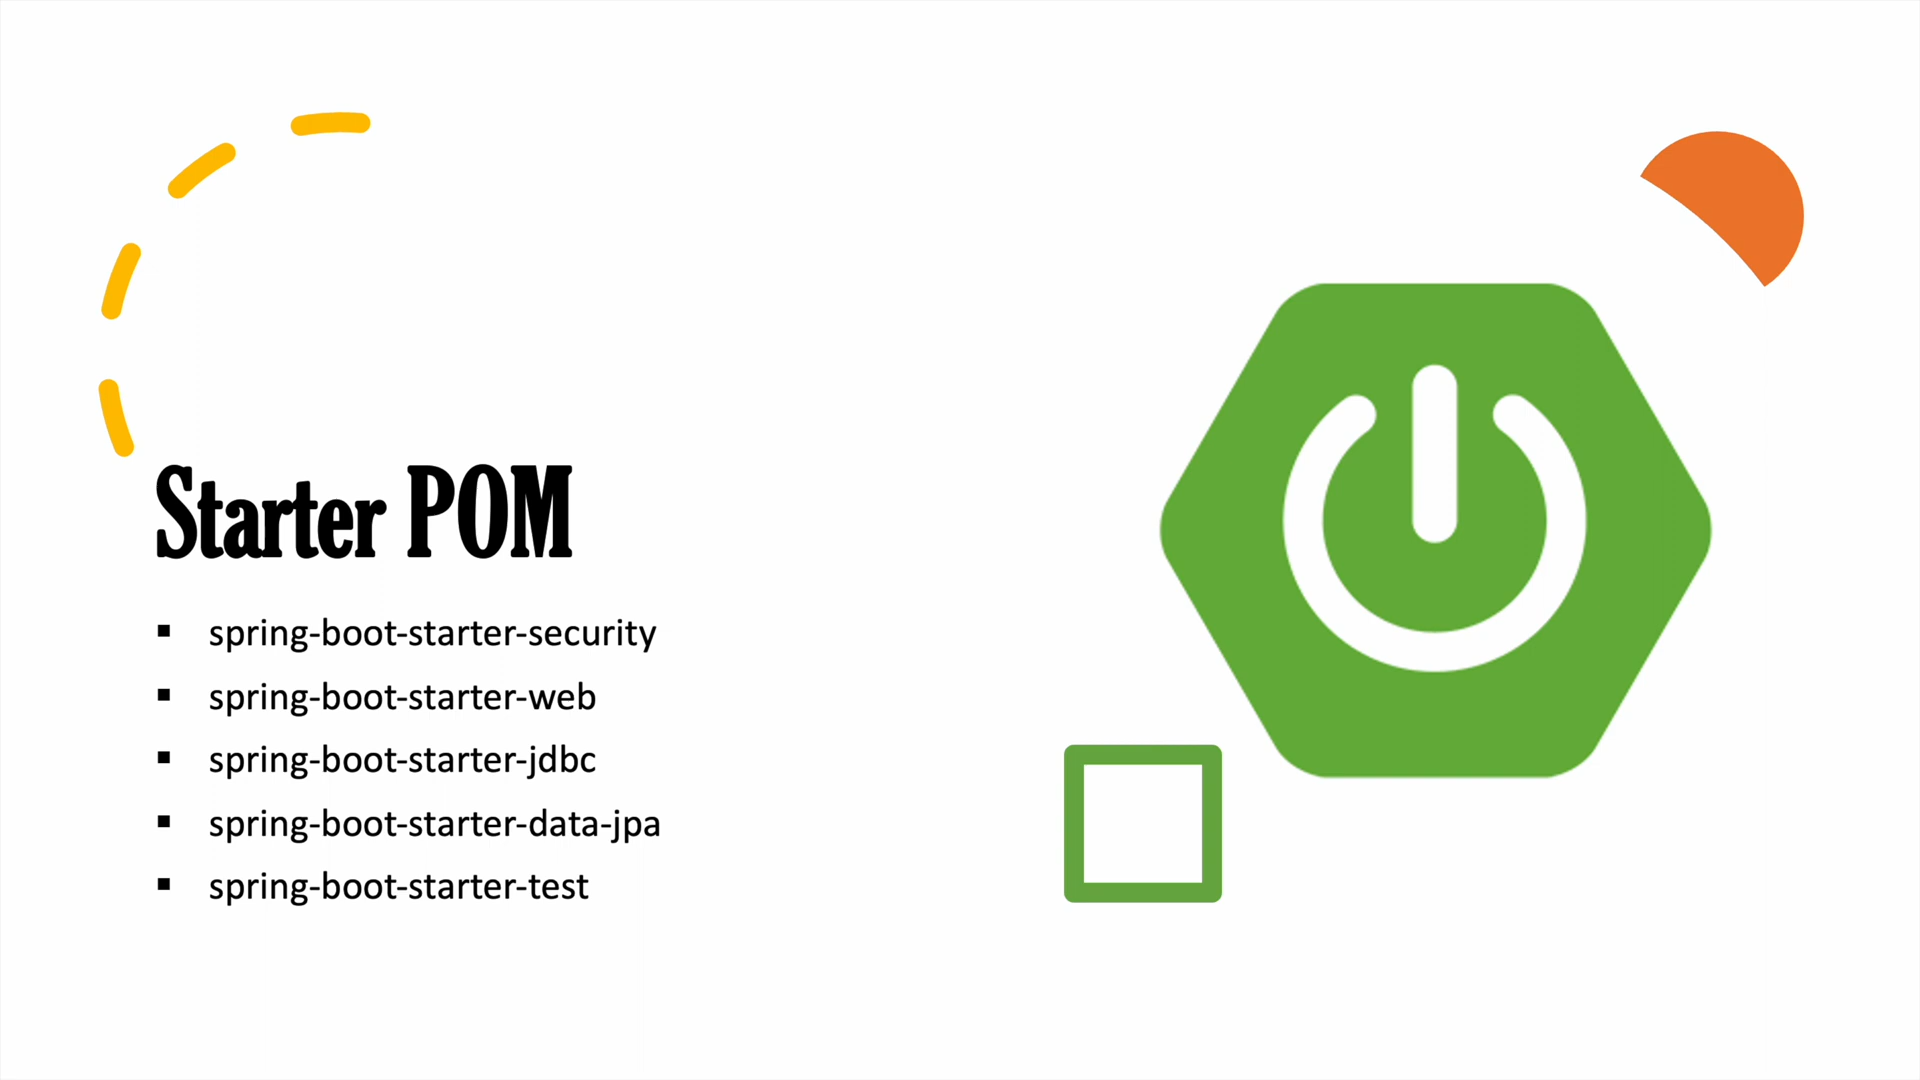 Starter POM
▪ spring-boot-starter-security
▪ spring-boot-starter-web
▪ spring-boot-starter-jdbc
▪ spring-boot-starter-data-jpa
▪ spring-boot-starter-test